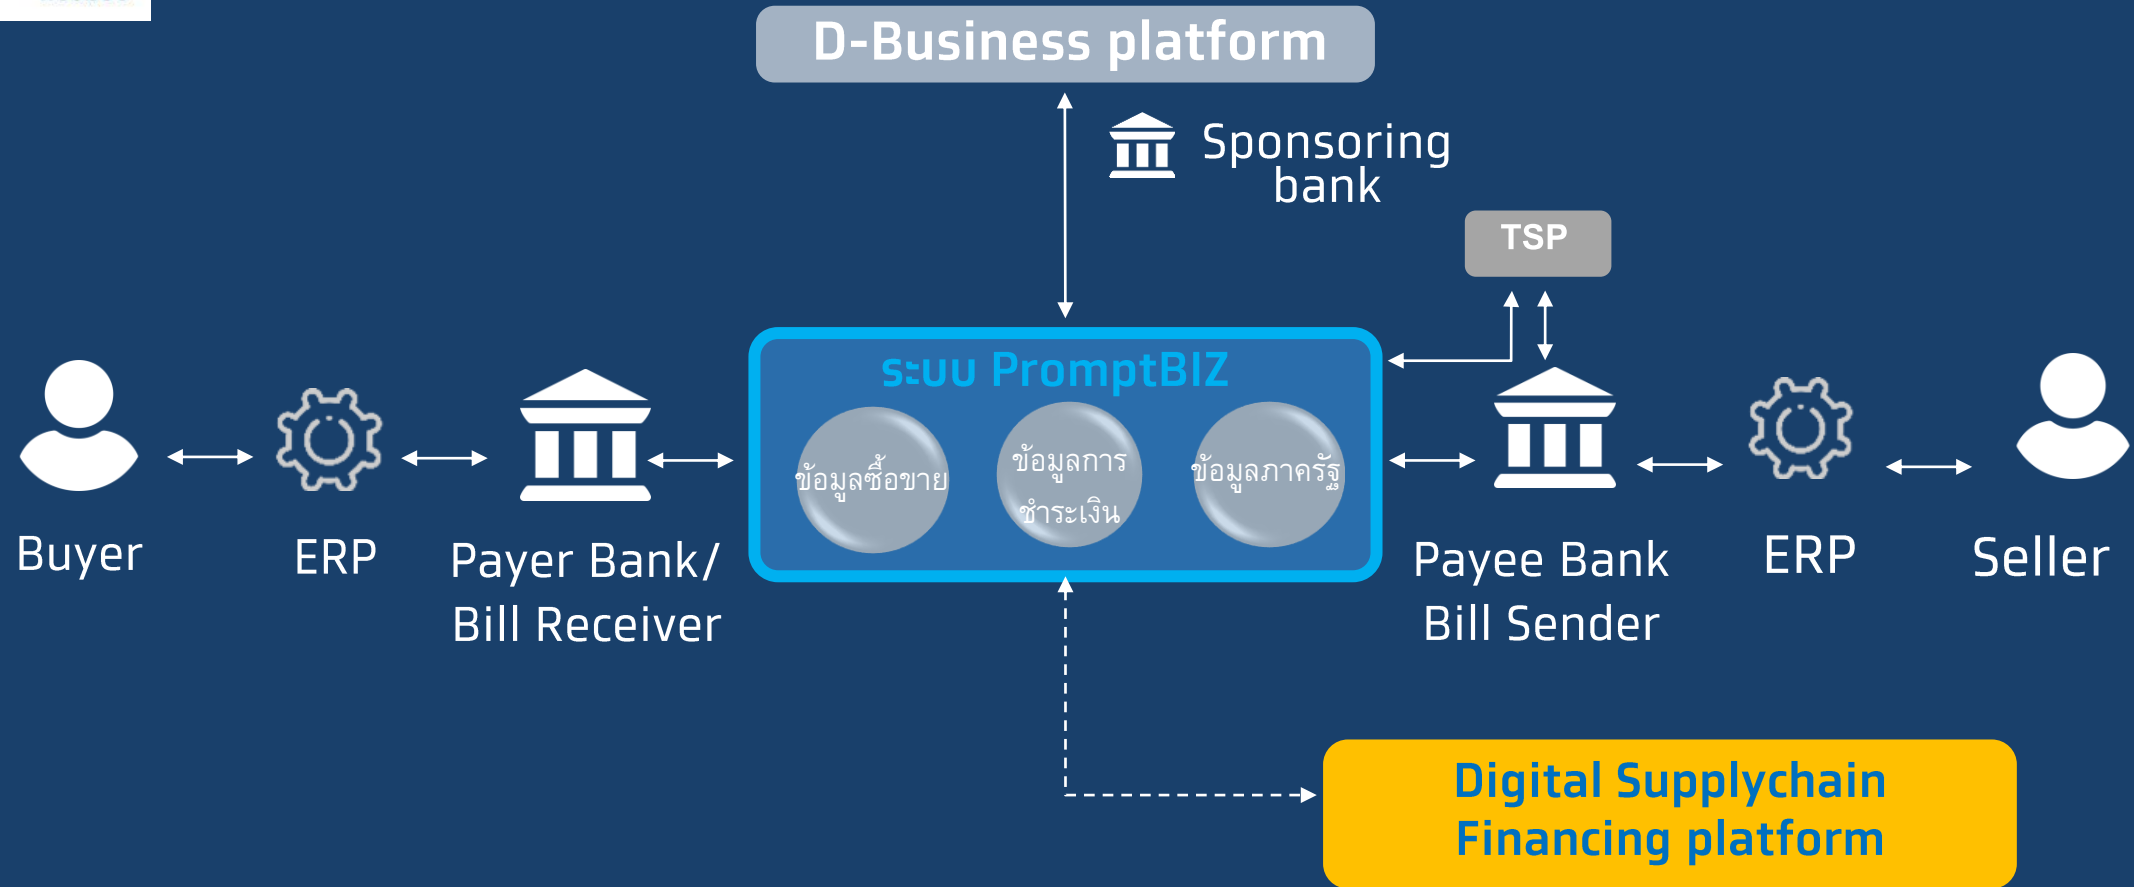 D-Business platform
Sponsoring
bank
TSP
ระบบ PromptBIZ
ข้อมูลซื้อขาย
ข้อมูลการ
ชำระเงิน
ข้อมูลภาครัฐ
Buyer
ERP
Payer Bank/
Bill Receiver
Payee Bank
Bill Sender
ERP
Seller
Digital Supplychain
Financing platform